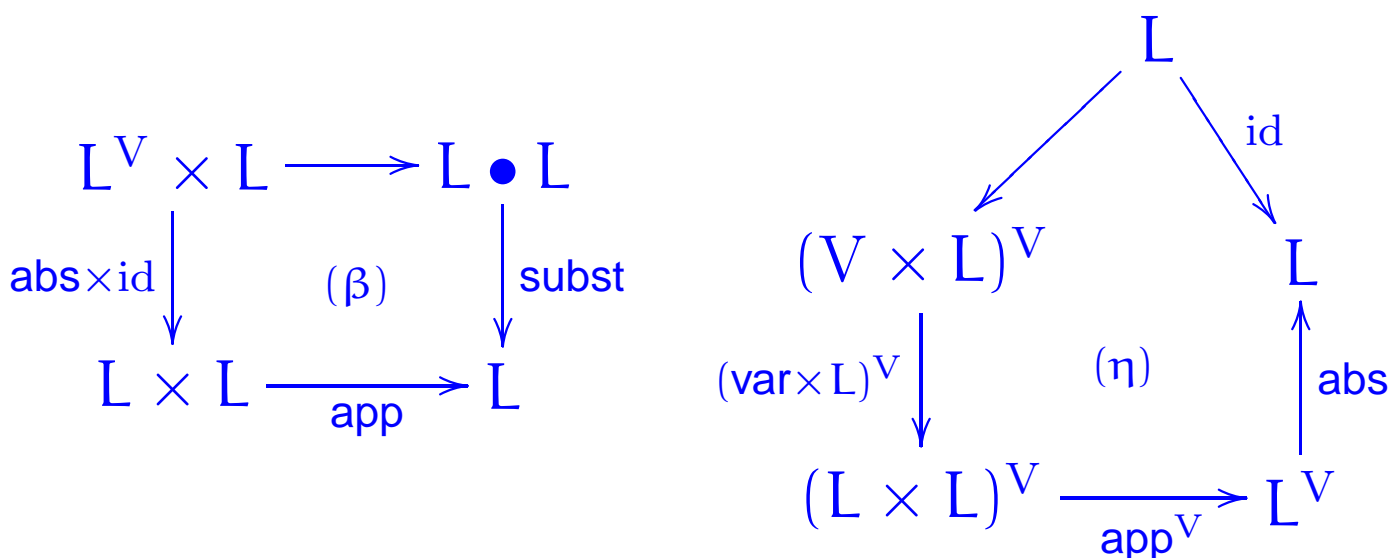 L^V × L
L • L
abs×id
(β)
subst
L × L
app
L
L
id
(V × L)^V
L
(var×L)^V
(η)
abs
(L × L)^V
app^V
L^V